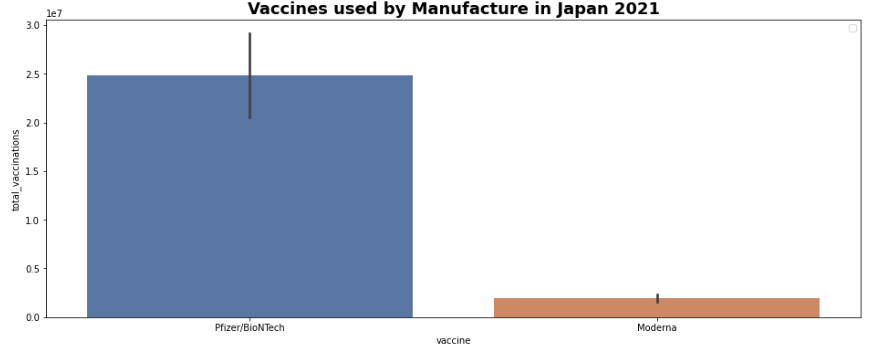 Vaccines used by Manufacture in Japan 2021
1e7
3.0
2.5
2.0
1.5
1.0
0.5
0.0
total_vaccinations
Pfizer/BioNTech
Moderna
vaccine